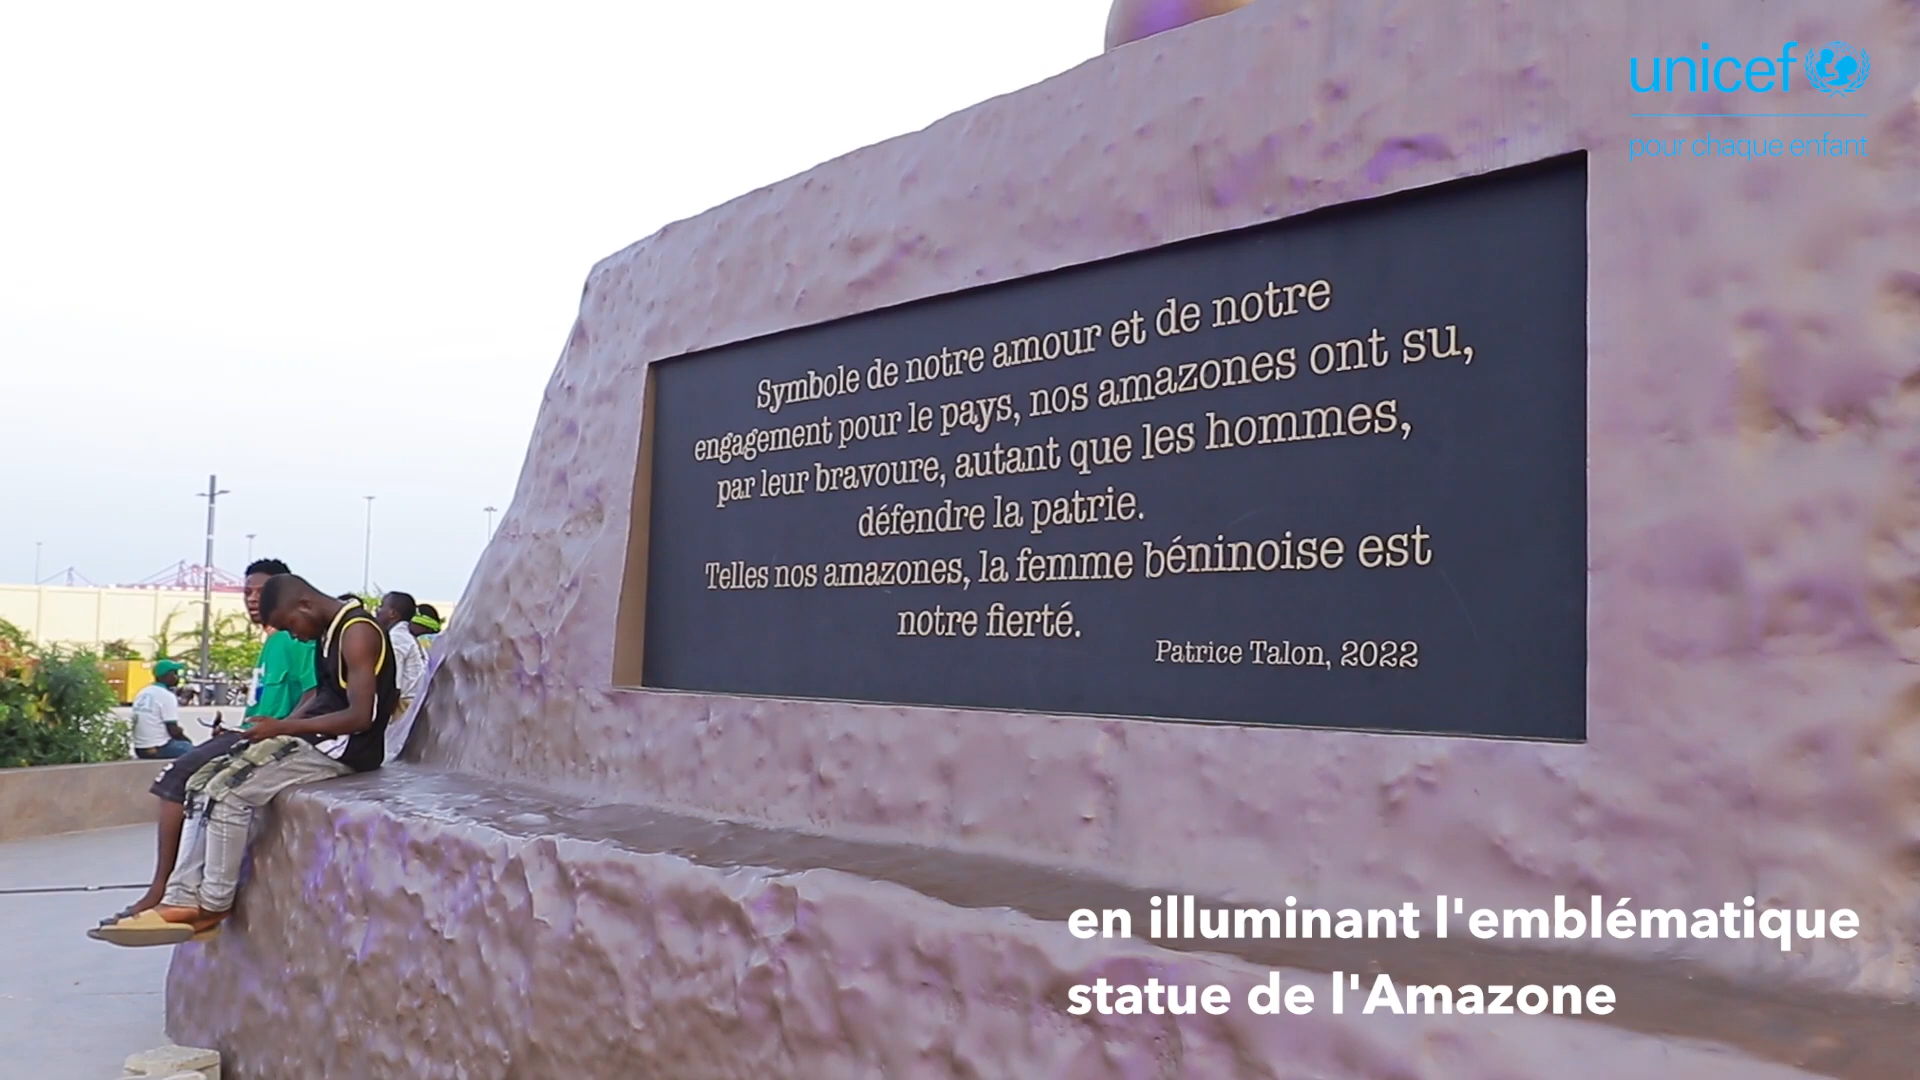 unicef
pour chaque enfant
Symbole de notre amour et de notre
engagement pour le pays, nos amazones ont su,
par leur bravoure, autant que les hommes,
défendre la patrie.
Telles nos amazones, la femme béninoise est
notre fierté.
Patrice Talon, 2022
en illuminant l'emblématique
statue de l'Amazone